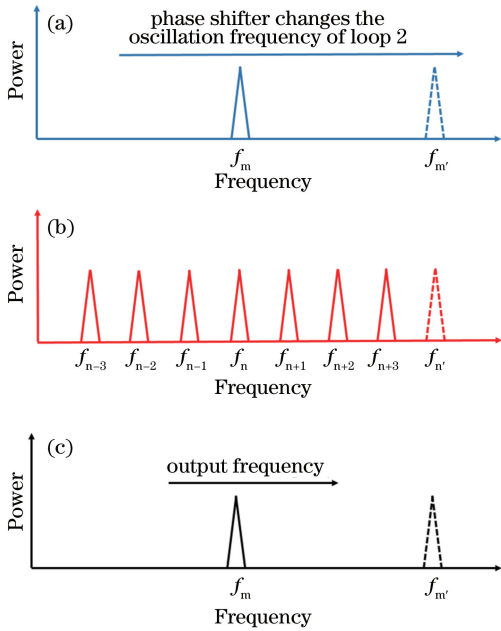 (a)
phase shifter changes the
oscillation frequency of loop 2
Power
fm fm′
Frequency
(b)
Power
fn−3 fn−2 fn−1 fn fn+1 fn+2 fn+3 fn′
Frequency
(c)
output frequency
Power
fm fm′
Frequency